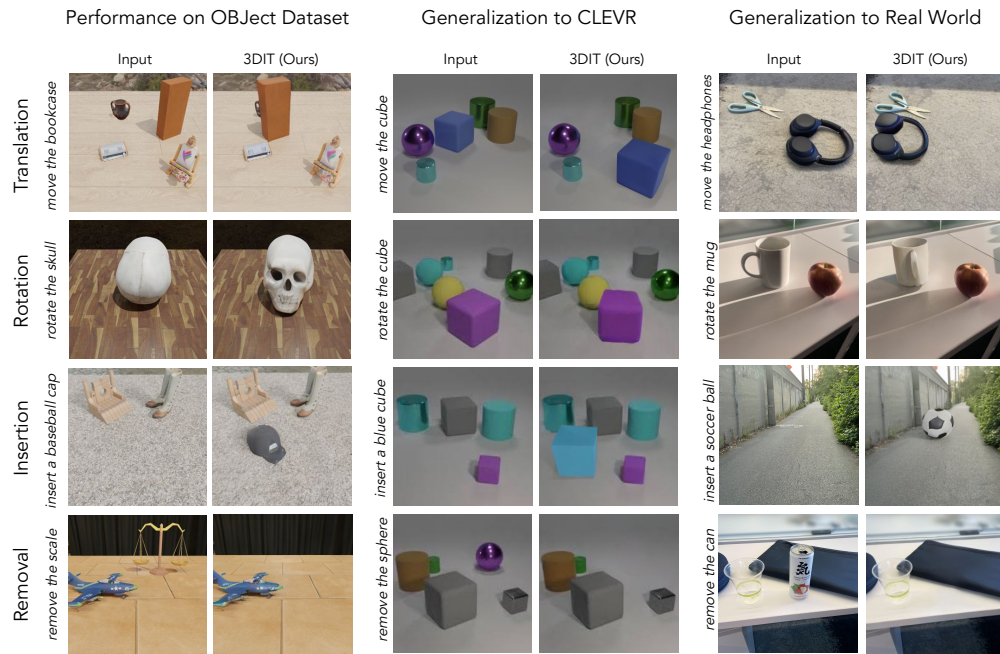 Performance on OBJect Dataset
Generalization to CLEVR
Generalization to Real World
Input
3DIT (Ours)
Input
3DIT (Ours)
Input
3DIT (Ours)
Translation
move the bookcase
move the cube
move the headphones
Rotation
rotate the skull
rotate the cube
rotate the mug
Insertion
insert a baseball cap
insert a blue cube
insert a soccer ball
Removal
remove the scale
remove the sphere
remove the can